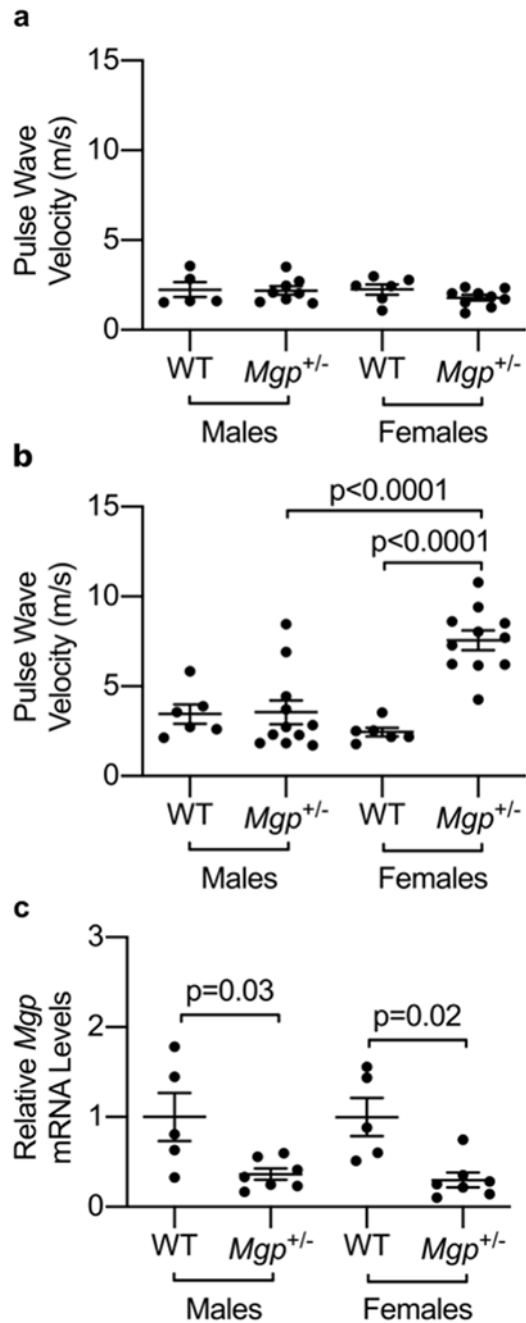 a
Pulse Wave
Velocity (m/s)
15
10
5
0
WT Mgp+/- WT Mgp+/-
Males Females
b
Pulse Wave
Velocity (m/s)
15
10
5
0
p<0.0001
p<0.0001
WT Mgp+/- WT Mgp+/-
Males Females
c
Relative Mgp
mRNA Levels
3
2
1
0
p=0.03
p=0.02
WT Mgp+/- WT Mgp+/-
Males Females